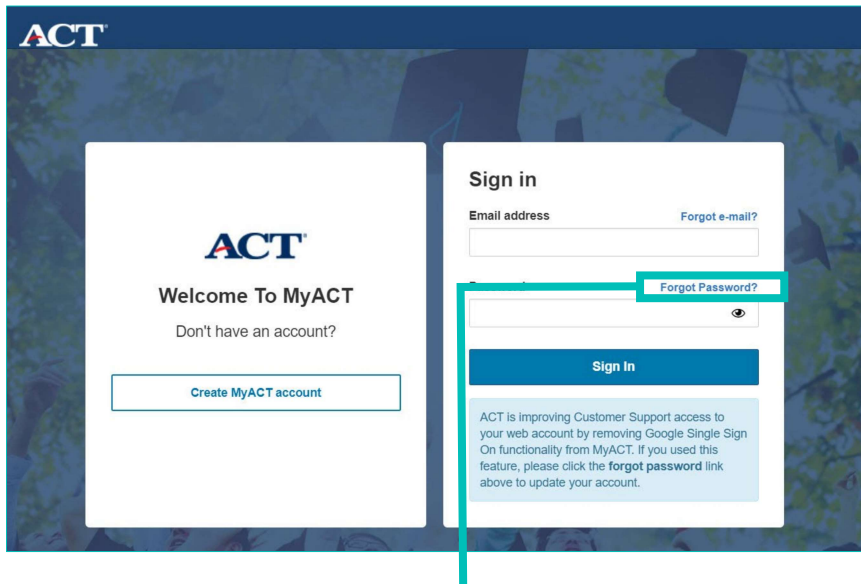 ACT
ACT
Welcome To MyACT
Don't have an account?
Create MyACT account
Sign in
Email address
Forgot e-mail?
Forgot Password?
Sign In
ACT is improving Customer Support access to
your web account by removing Google Single Sign
On functionality from MyACT. If you used this
feature, please click the forgot password link
above to update your account.